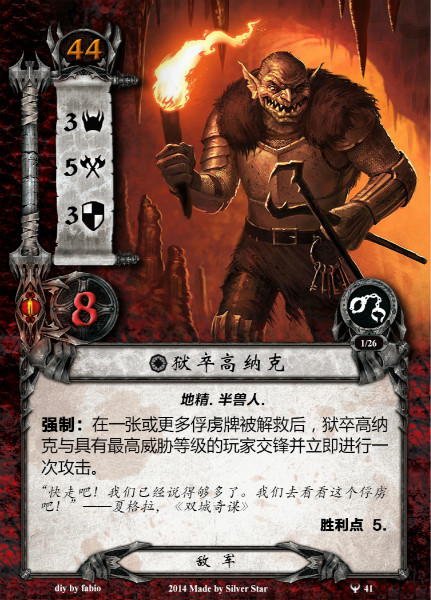 44
3
5
3
8
1/26
狱卒高纳克
地精. 半兽人.
强制：在一张或更多俘虏牌被解救后，狱卒高纳
克与具有最高威胁等级的玩家交锋并立即进行一
次攻击。
“快走吧！我们已经说得够多了。我们去看看这个俘虏
吧！”——夏格拉，《双城奇谋》
胜利点 5.
敌军
diy by fabio
2014 Made by Silver Star
41